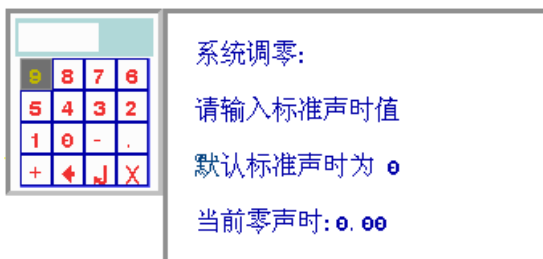 9 8 7 6
5 4 3 2
1 0 - .
+ ← ↲ X
系统调零:
请输入标准声时值
默认标准声时为 0
当前零声时:0.00